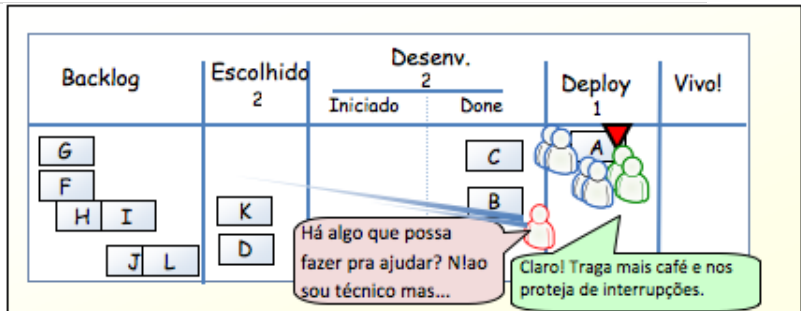 Backlog
Escolhido
2
Desenv.
2
Iniciado
Done
Deploy
1
Vivo!
G
F
H I
J L
K
D
C
B
A
Há algo que possa
fazer pra ajudar? N!ao
sou técnico mas...
Claro! Traga mais café e nos
proteja de interrupções.